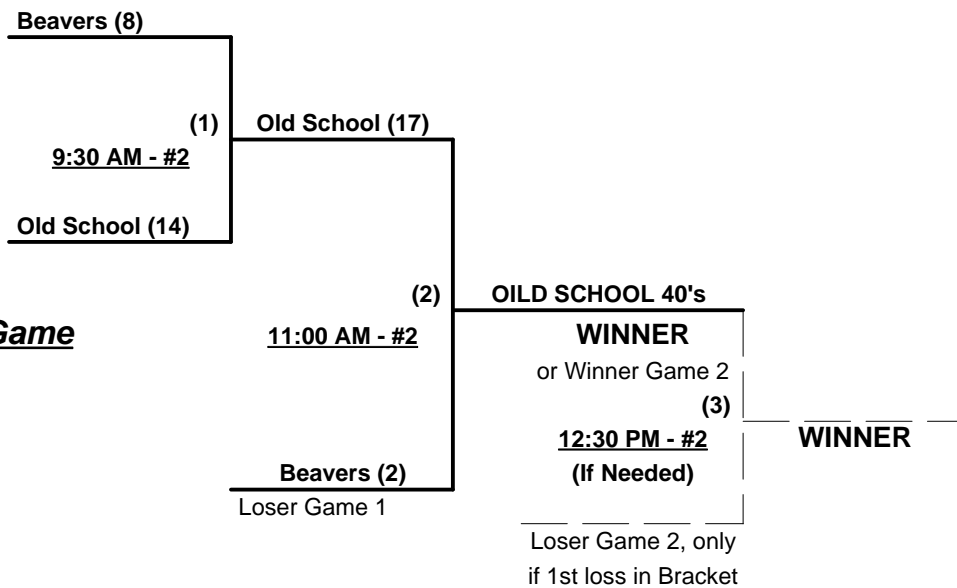 Beavers (8)
(1)
Old School (17)
9:30 AM - #2
Old School (14)
(2)
OILD SCHOOL 40's
Game
11:00 AM - #2
WINNER
or Winner Game 2
(3)
12:30 PM - #2
WINNER
(If Needed)
Beavers (2)
Loser Game 1
Loser Game 2, only
if 1st loss in Bracket